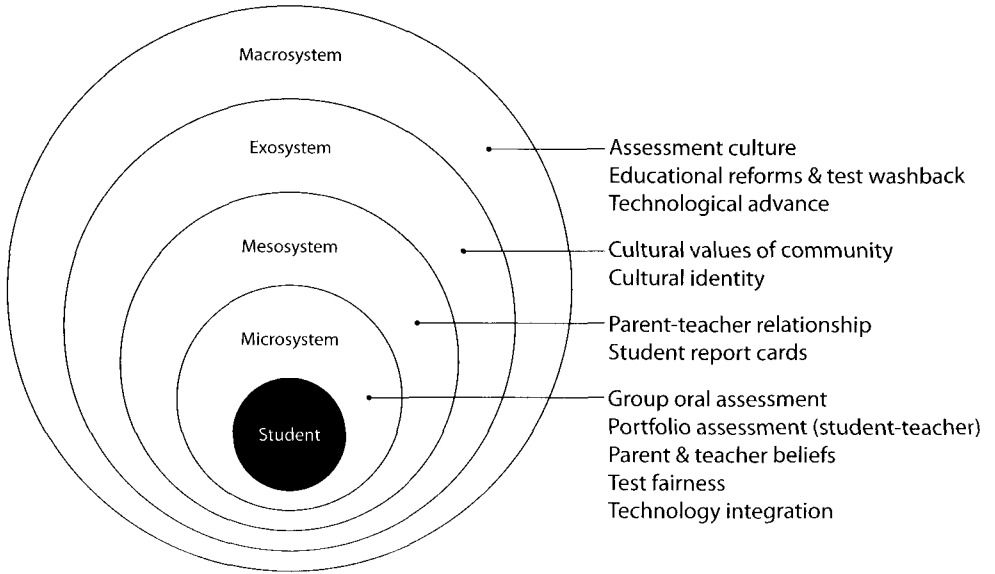 Macrosystem
Exosystem
Mesosystem
Microsystem
Student
Assessment culture
Educational reforms & test washback
Technological advance
Cultural values of community
Cultural identity
Parent-teacher relationship
Student report cards
Group oral assessment
Portfolio assessment (student-teacher)
Parent & teacher beliefs
Test fairness
Technology integration